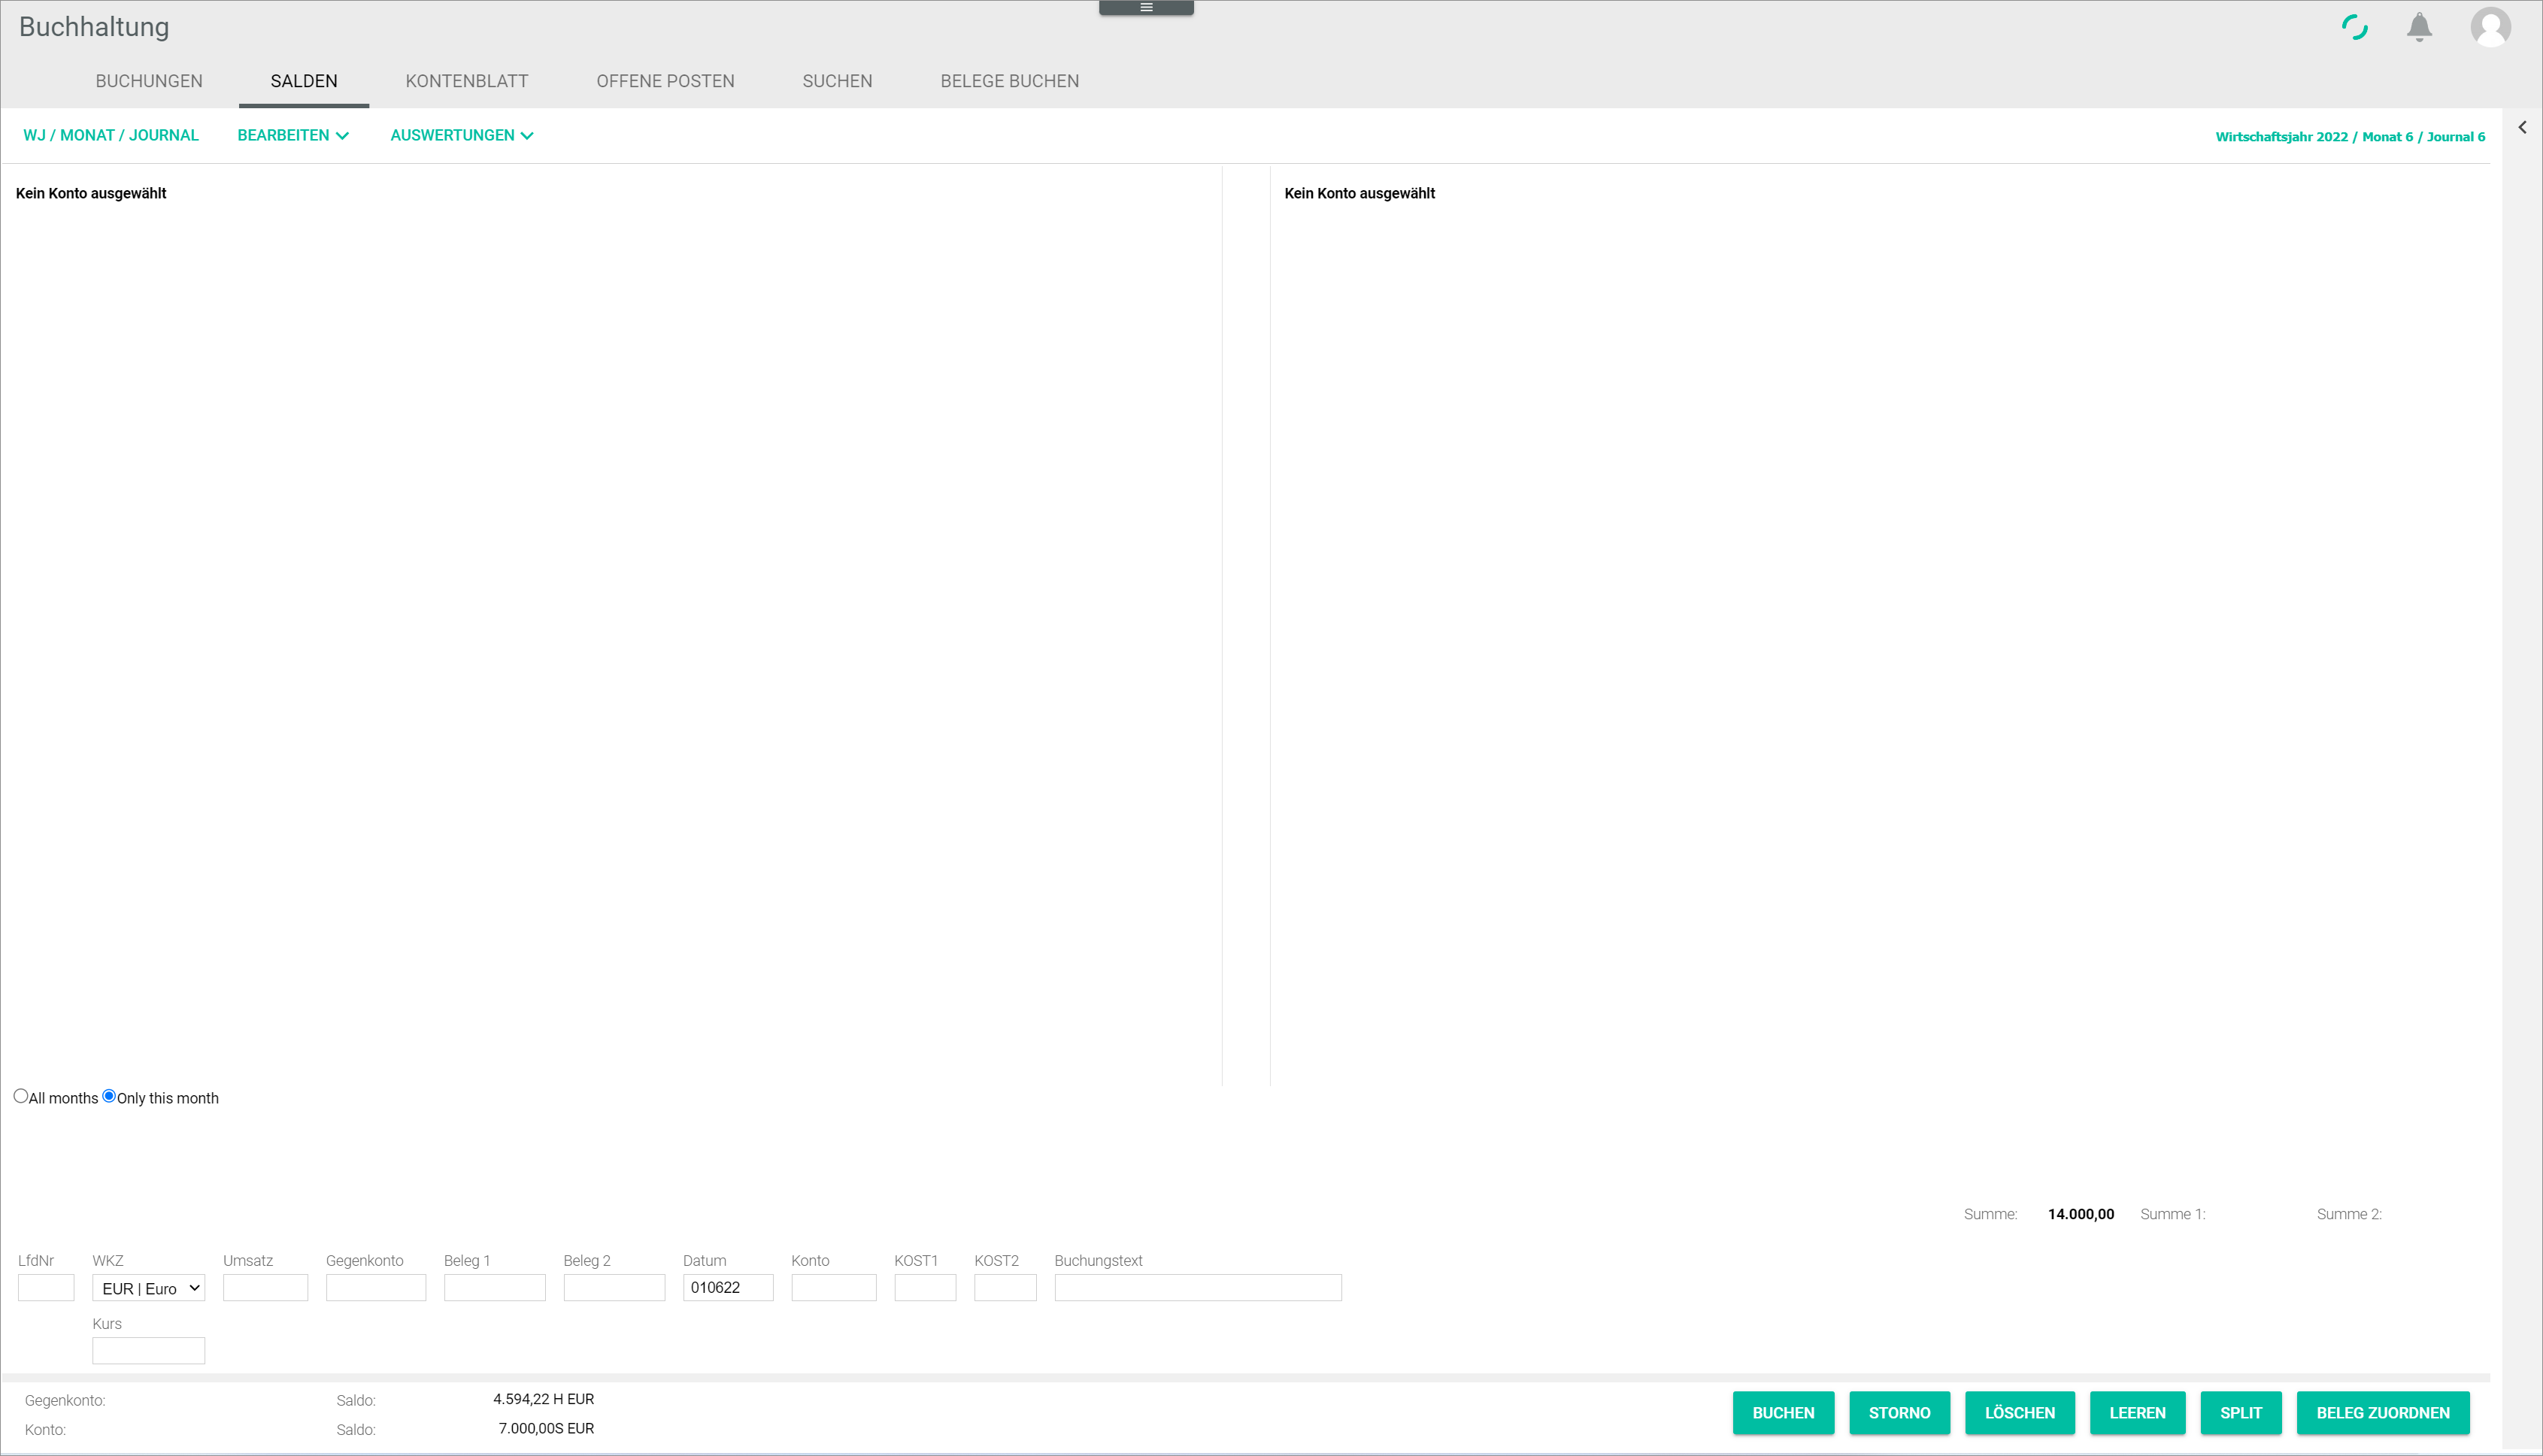 Buchhaltung
BUCHUNGEN SALDEN KONTENBLATT OFFENE POSTEN SUCHEN BELEGE BUCHEN
WJ / MONAT / JOURNAL BEARBEITEN AUSWERTUNGEN Wirtschaftsjahr 2022 / Monat 6 / Journal 6
Kein Konto ausgewählt Kein Konto ausgewählt
All months Only this month
Summe: 14.000,00 Summe 1: Summe 2:
LfdNr WKZ Umsatz Gegenkonto Beleg 1 Beleg 2 Datum Konto KOST1 KOST2 Buchungstext
EUR | Euro 010622
Kurs
Gegenkonto: Saldo: 4.594,22 H EUR
Konto: Saldo: 7.000,00S EUR
BUCHEN STORNO LÖSCHEN LEEREN SPLIT BELEG ZUORDNEN